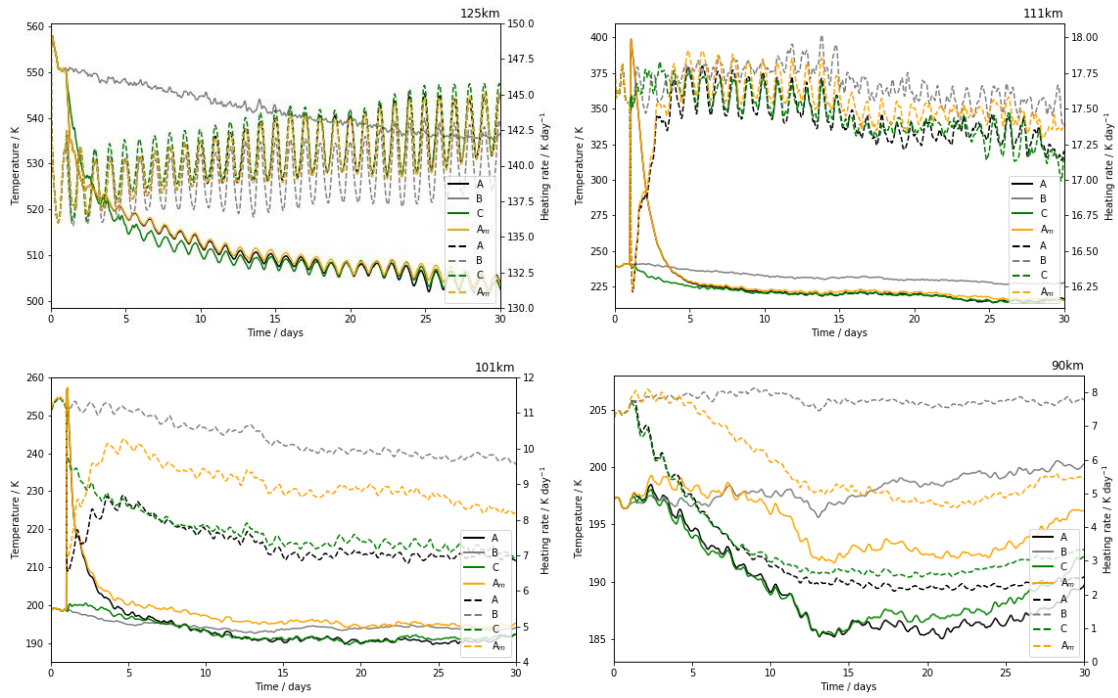 125km
560
550
540
530
520
510
500
Temperature / K
150.0
147.5
145.0
142.5
140.0
137.5
135.0
132.5
130.0
Heating rate / K day⁻¹
0 5 10 15 20 25 30
Time / days
A
B
C
Aₘ
A
B
C
Aₘ
111km
400
375
350
325
300
275
250
225
Temperature / K
18.00
17.75
17.50
17.25
17.00
16.75
16.50
16.25
Heating rate / K day⁻¹
0 5 10 15 20 25 30
Time / days
A
B
C
Aₘ
A
B
C
Aₘ
101km
260
250
240
230
220
210
200
190
Temperature / K
12
11
10
9
8
7
6
5
4
Heating rate / K day⁻¹
0 5 10 15 20 25 30
Time / days
A
B
C
Aₘ
A
B
C
Aₘ
90km
205
200
195
190
185
Temperature / K
8
7
6
5
4
3
2
1
0
Heating rate / K day⁻¹
0 5 10 15 20 25 30
Time / days
A
B
C
Aₘ
A
B
C
Aₘ